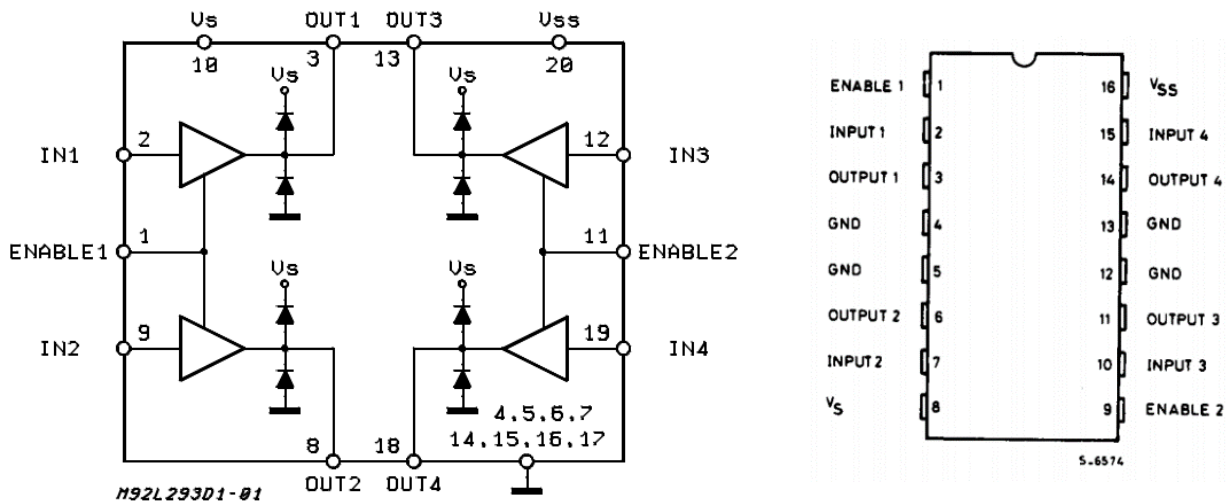 Vs OUT1 OUT3 Vss
10 3 13 20
Vs Vs
IN1 2 12 IN3
ENABLE1 1 11 ENABLE2
Vs Vs
IN2 9 19 IN4
4,5,6,7
8 18 14,15,16,17
OUT2 OUT4
M92L293D1-01
ENABLE 1 1 16 VSS
INPUT 1 2 15 INPUT 4
OUTPUT 1 3 14 OUTPUT 4
GND 4 13 GND
GND 5 12 GND
OUTPUT 2 6 11 OUTPUT 3
INPUT 2 7 10 INPUT 3
VS 8 9 ENABLE 2
S-6574